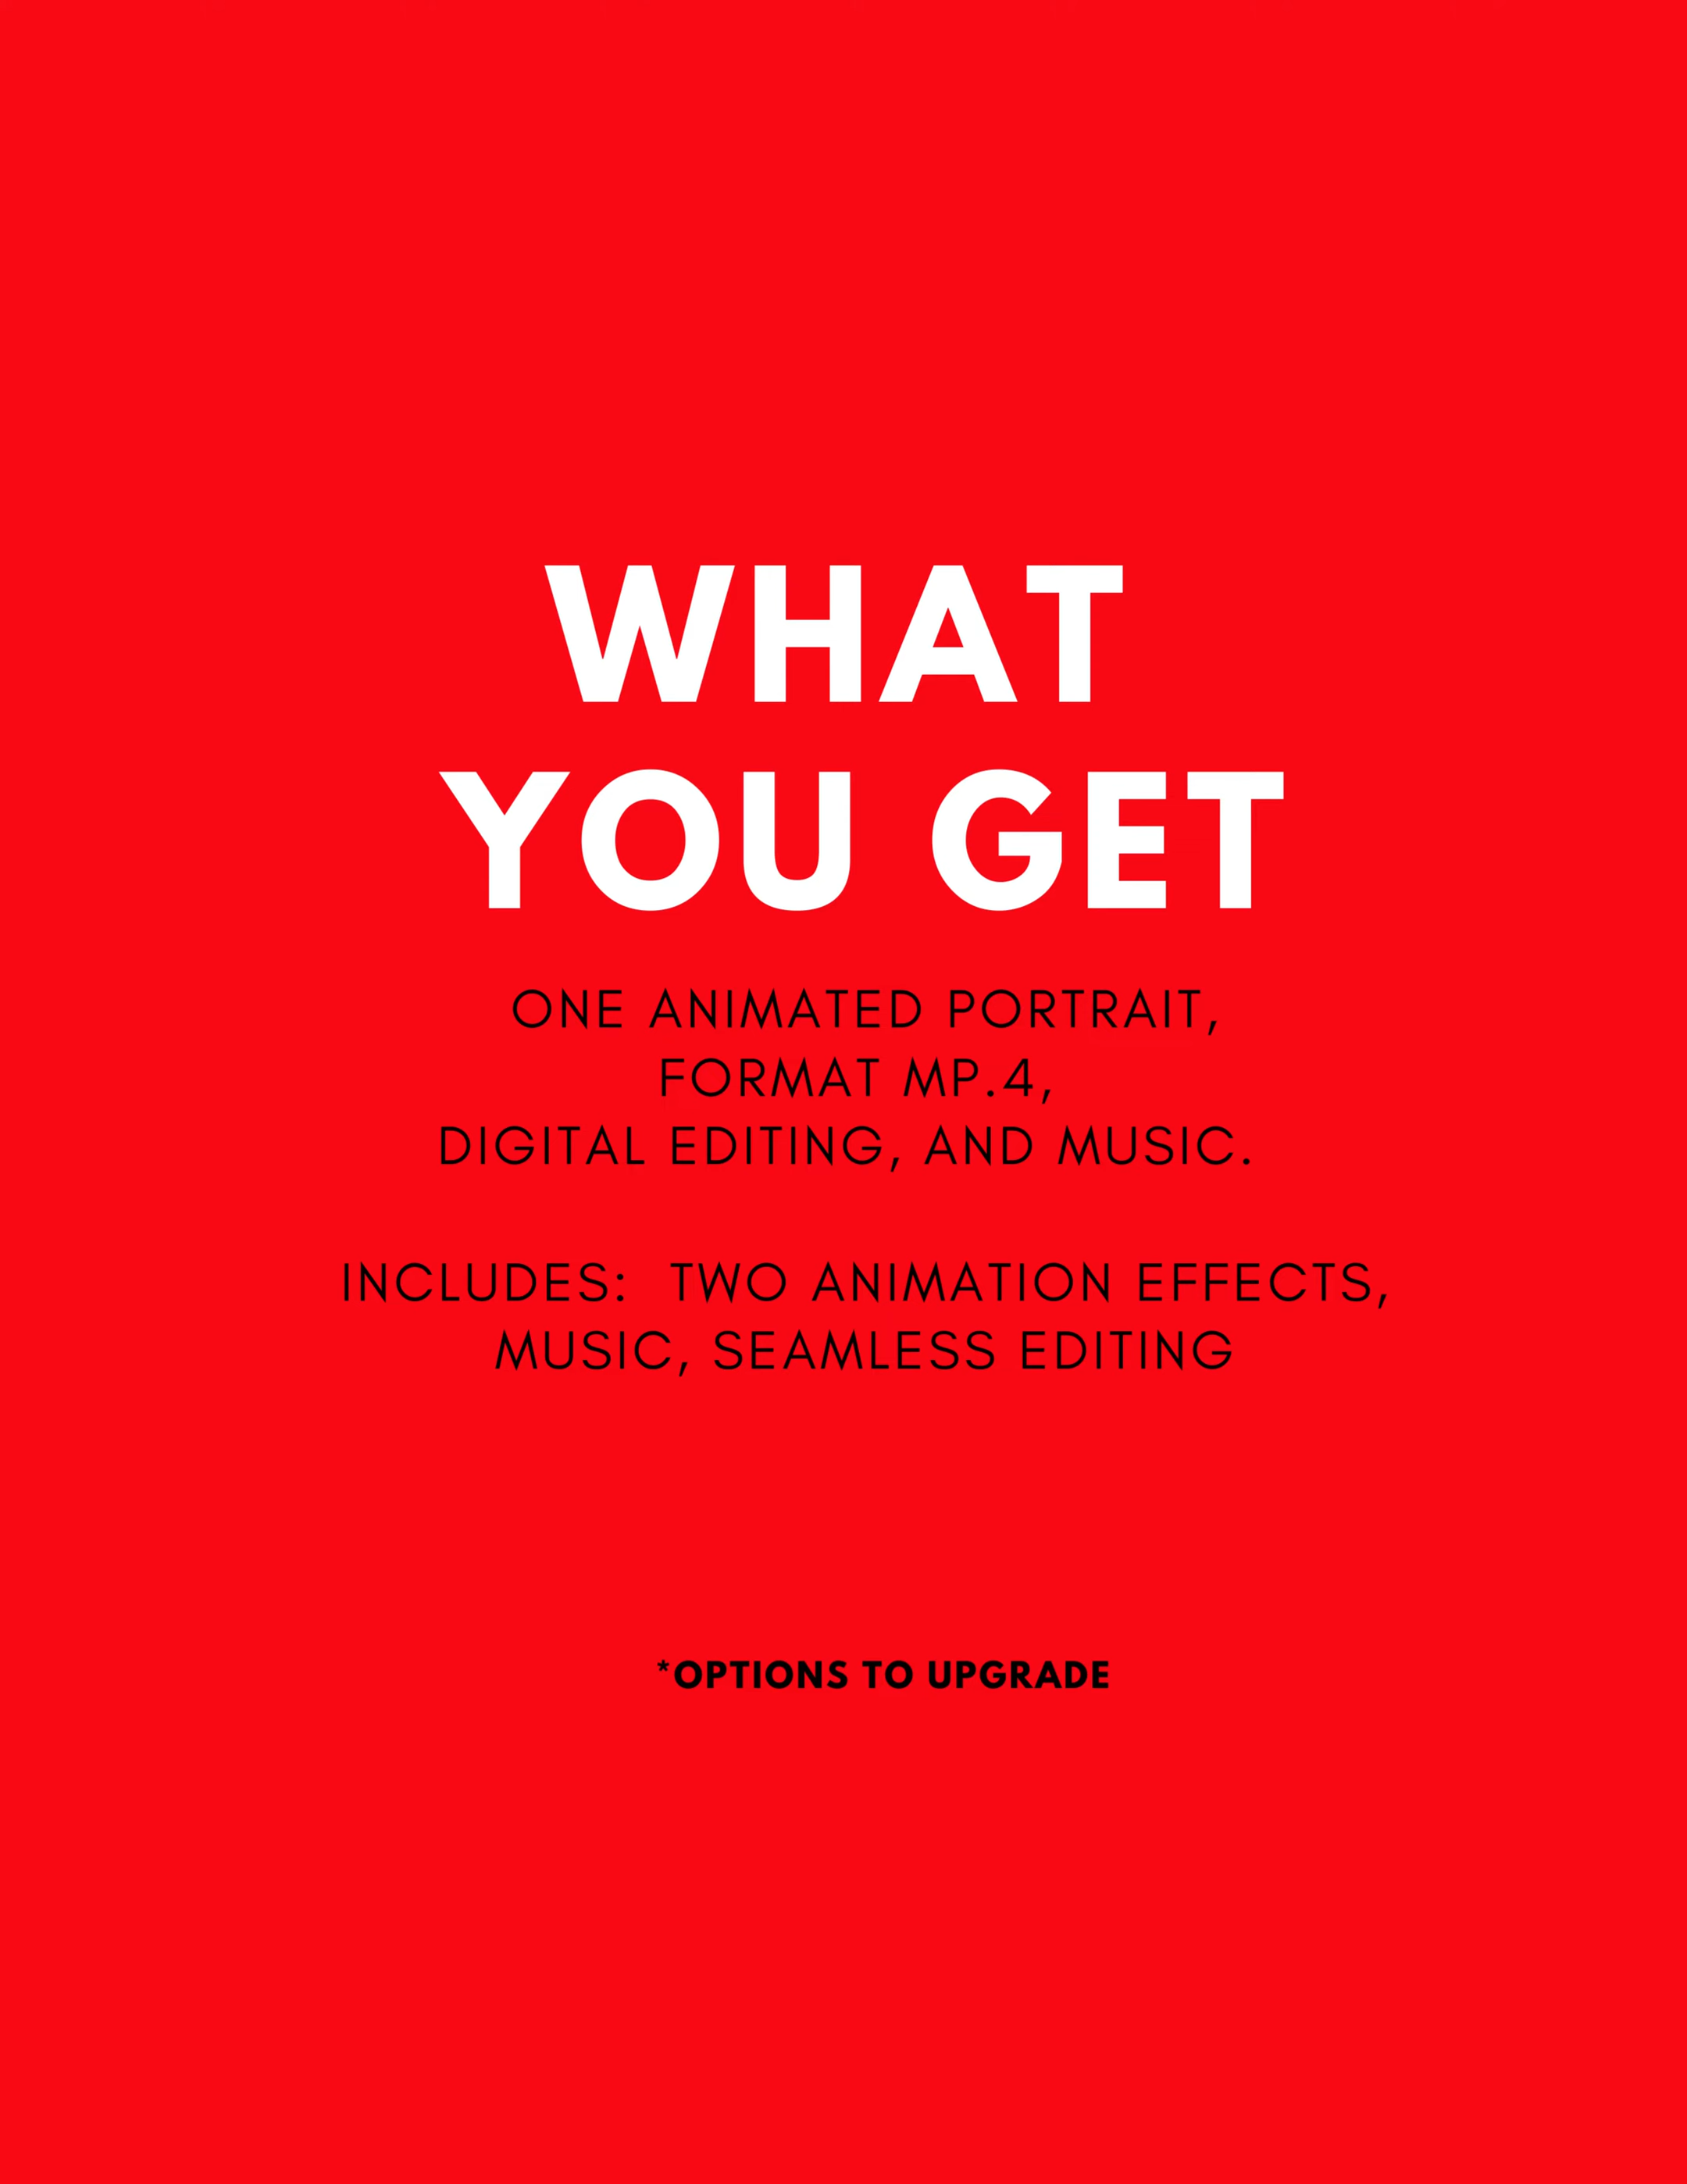 WHAT
YOU GET
ONE ANIMATED PORTRAIT,
FORMAT MP.4,
DIGITAL EDITING, AND MUSIC.
INCLUDES: TWO ANIMATION EFFECTS,
MUSIC, SEAMLESS EDITING
*OPTIONS TO UPGRADE